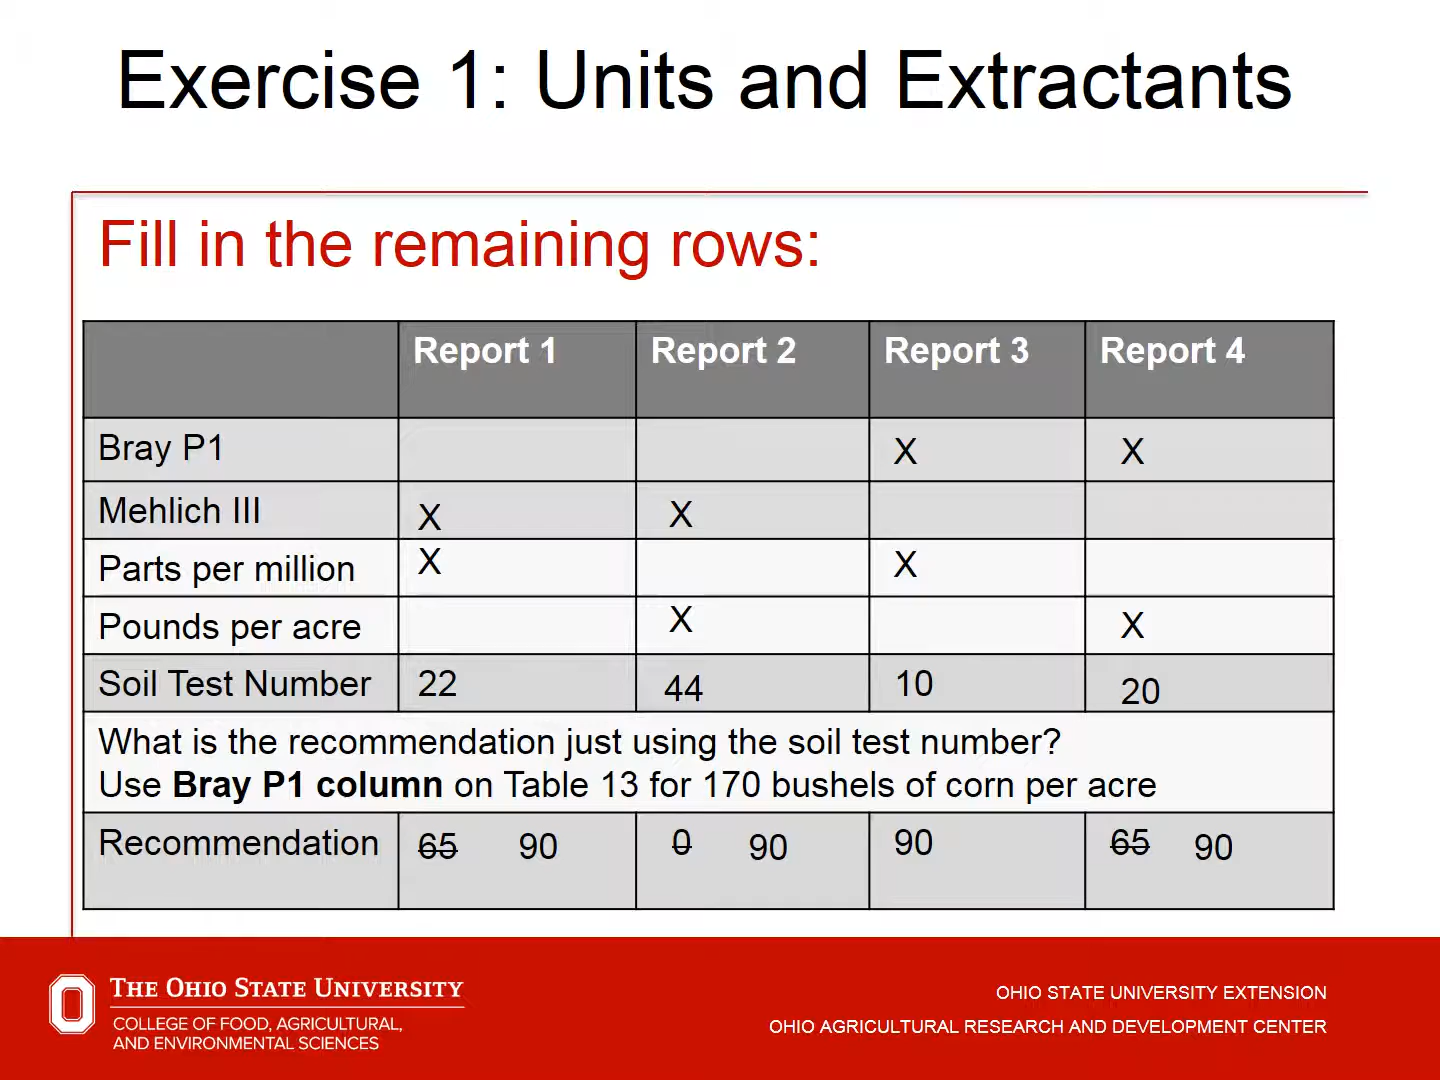 Exercise 1: Units and Extractants
Fill in the remaining rows:
Report 1 Report 2 Report 3 Report 4
Bray P1 X X
Mehlich III X X
Parts per million X X
Pounds per acre X X
Soil Test Number 22 44 10 20
What is the recommendation just using the soil test number?
Use Bray P1 column on Table 13 for 170 bushels of corn per acre
Recommendation 65 90 0 90 90 65 90
THE OHIO STATE UNIVERSITY
COLLEGE OF FOOD, AGRICULTURAL,
AND ENVIRONMENTAL SCIENCES
OHIO STATE UNIVERSITY EXTENSION
OHIO AGRICULTURAL RESEARCH AND DEVELOPMENT CENTER